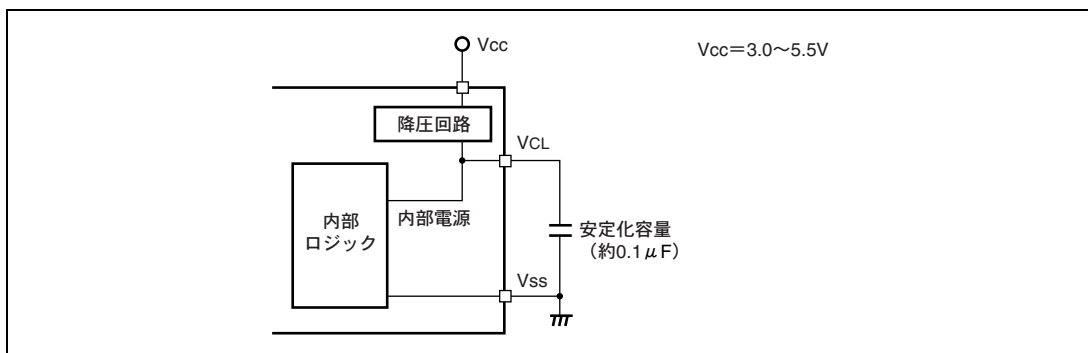 Vcc
Vcc＝3.0～5.5V
降圧回路
VCL
内部
ロジック
内部電源
安定化容量
（約0.1μF）
Vss